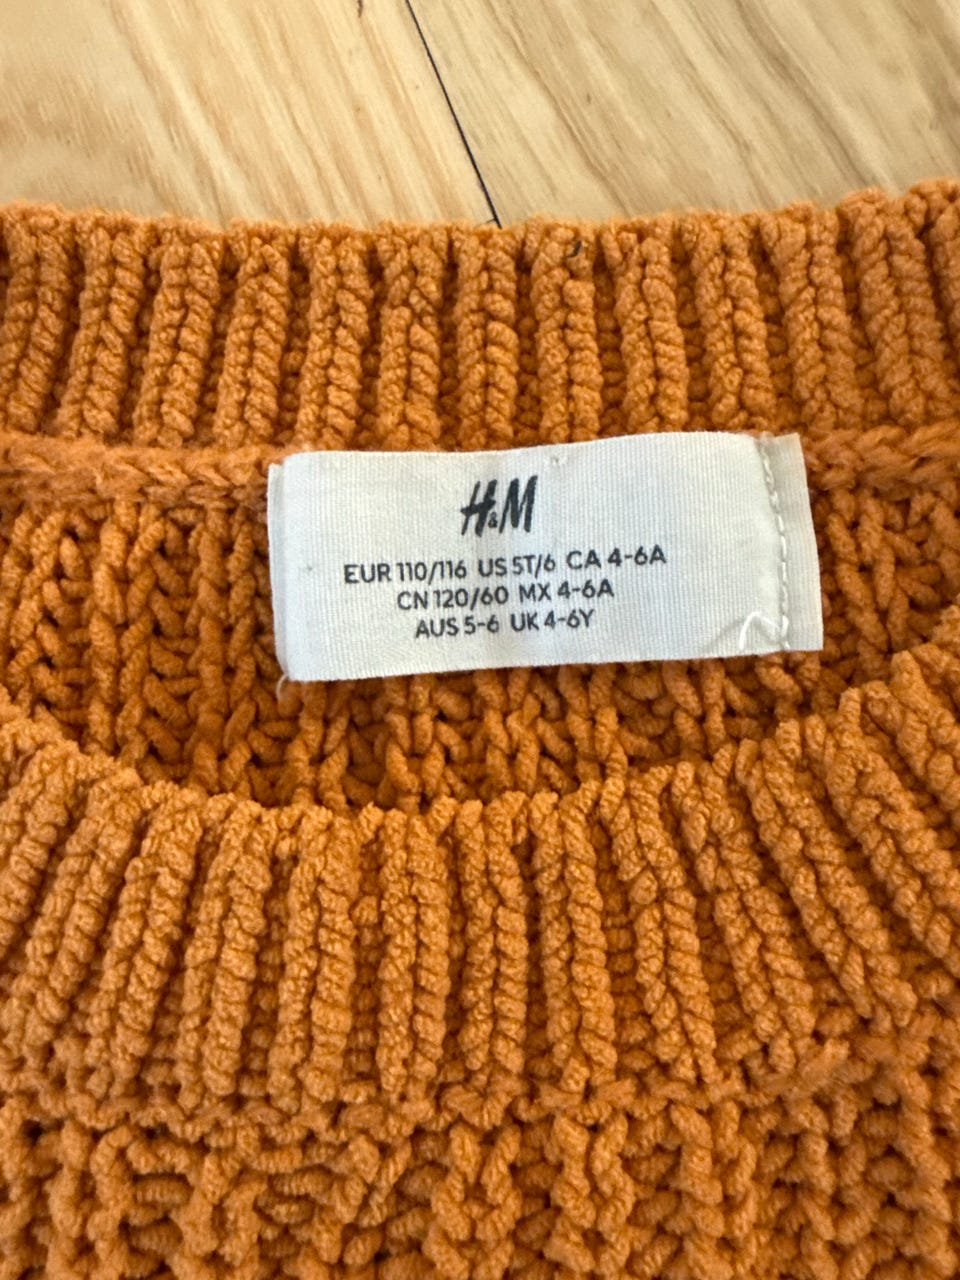 H&M
EUR 110/116 US 5T/6 CA 4-6A
CN 120/60 MX 4-6A
AUS 5-6 UK 4-6Y